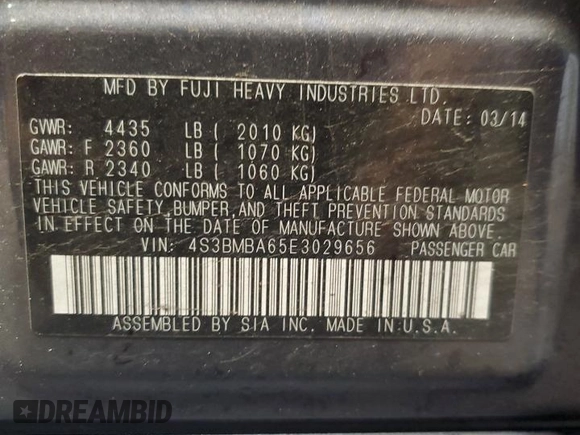 MFD BY FUJI HEAVY INDUSTRIES LTD.
DATE: 03/14
GVWR: 4435 LB ( 2010 KG)
GAWR: F 2360 LB ( 1070 KG)
GAWR: R 2340 LB ( 1060 KG)
THIS VEHICLE CONFORMS TO ALL APPLICABLE FEDERAL MOTOR
VEHICLE SAFETY, BUMPER, AND THEFT PREVENTION STANDARDS
IN EFFECT ON THE DATE OF MANUFACTURE SHOWN ABOVE.
VIN: 4S3BMBA65E3029656 PASSENGER CAR
ASSEMBLED BY SIA INC. MADE IN U.S.A.
DREAMBID